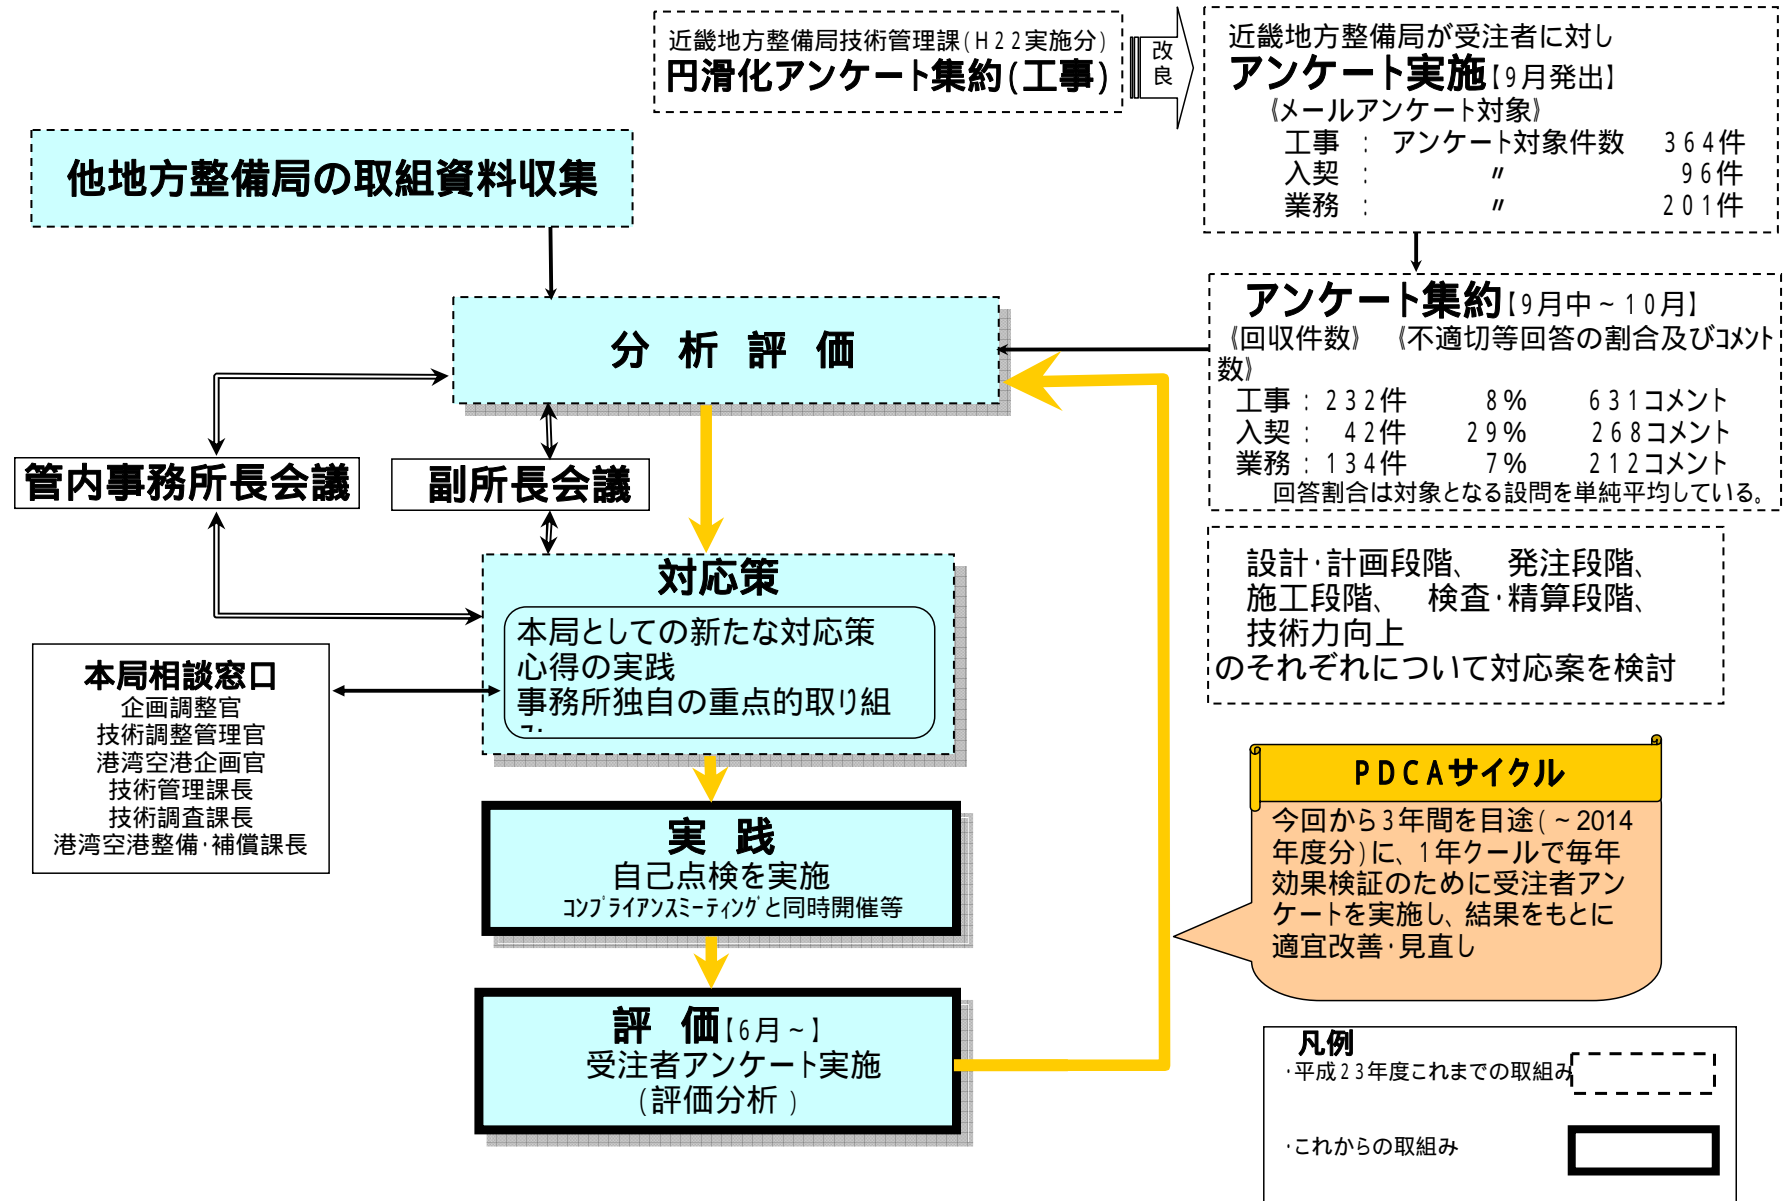 近畿地方整備局技術管理課(H22実施分)
円滑化アンケート集約(工事)
改
良
近畿地方整備局が受注者に対し
アンケート実施【9月発出】
《メールアンケート対象》
工事 : アンケート対象件数 364件
入契 : 〃 96件
業務 : 〃 201件
他地方整備局の取組資料収集
アンケート集約【9月中~10月】
《回収件数》 《不適切等回答の割合及びコメント
数》
工事:232件 8% 631コメント
入契: 42件 29% 268コメント
業務:134件 7% 212コメント
回答割合は対象となる設問を単純平均している。
分析評価
管内事務所長会議
副所長会議
設計・計画段階、 発注段階、
施工段階、 検査・精算段階、
技術力向上
のそれぞれについて対応案を検討
対応策
本局としての新たな対応策
心得の実践
事務所独自の重点的取り組
本局相談窓口
企画調整官
技術調整管理官
港湾空港企画官
技術管理課長
技術調査課長
港湾空港整備・補償課長
PDCAサイクル
今回から3年間を目途(~2014
年度分)に、1年クールで毎年
効果検証のために受注者アン
ケートを実施し、結果をもとに
適宜改善・見直し
実践
自己点検を実施
コンプライアンスミーティングと同時開催等
評価【6月~】
受注者アンケート実施
(評価分析)
凡例
・平成23年度これまでの取組み
・これからの取組み